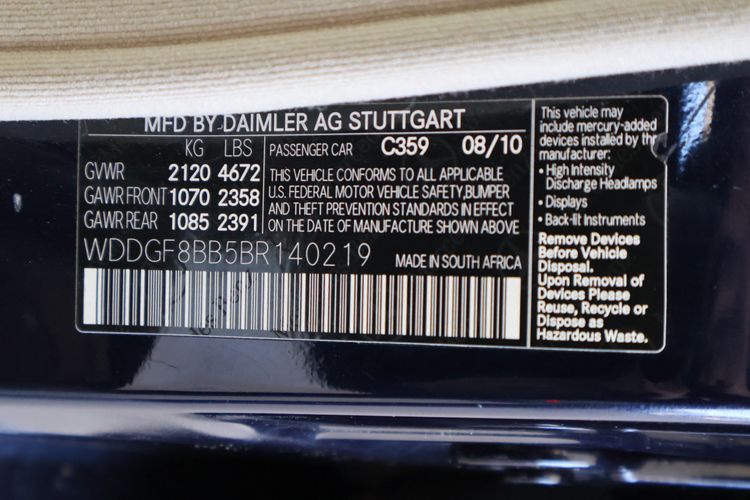 MFD BY DAIMLER AG STUTTGART
KG LBS
GVWR 2120 4672
GAWR FRONT 1070 2358
GAWR REAR 1085 2391
PASSENGER CAR C359 08/10
THIS VEHICLE CONFORMS TO ALL APPLICABLE
U.S. FEDERAL MOTOR VEHICLE SAFETY,BUMPER
AND THEFT PREVENTION STANDARDS IN EFFECT
ON THE DATE OF MANUFACTURE SHOWN ABOVE
WDDGF8BB5BR140219 MADE IN SOUTH AFRICA
This vehicle may
include mercury-added
devices installed by the
manufacturer:
• High Intensity
Discharge Headlamps
• Displays
• Back-lit Instruments
Remove Devices
Before Vehicle
Disposal.
Upon Removal of
Devices Please
Reuse, Recycle or
Dispose as
Hazardous Waste.